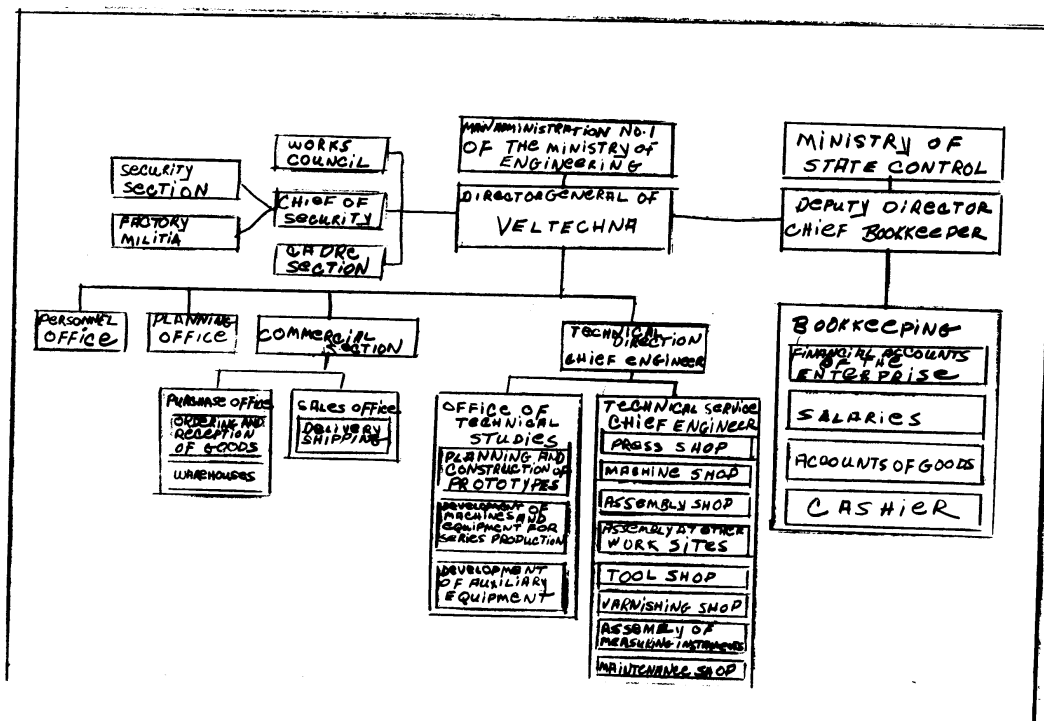 MAIN ADMINISTRATION NO.1
OF THE MINISTRY OF
ENGINEERING
MINISTRY OF
STATE CONTROL
WORKS
COUNCIL
SECURITY
SECTION
CHIEF OF
SECURITY
FACTORY
MILITIA
CADRE
SECTION
DIRECTOR GENERAL OF
VELTECHNA
DEPUTY DIRECTOR
CHIEF BOOKKEEPER
PERSONNEL
OFFICE
PLANNING
OFFICE
COMMERCIAL
SECTION
TECHNICAL
DIRECTION
CHIEF ENGINEER
PURCHASE OFFICE
ORDERING AND
RECEPTION
OF GOODS
WAREHOUSES
SALES OFFICE
DELIVERY
SHIPPING
OFFICE OF
TECHNICAL
STUDIES
PLANNING AND
CONSTRUCTION OF
PROTOTYPES
DEVELOPMENT OF
MACHINES AND
EQUIPMENT FOR
SERIES PRODUCTION
DEVELOPMENT
OF AUXILIARY
EQUIPMENT
TECHNICAL SERVICE
CHIEF ENGINEER
PRESS SHOP
MACHINE SHOP
ASSEMBLY SHOP
ASSEMBLY AT OTHER
WORK SITES
TOOL SHOP
VARNISHING SHOP
ASSEMBLY OF
MEASURING INSTRUMENTS
MAINTENANCE SHOP
BOOKKEEPING
FINANCIAL ACCOUNTS
OF THE
ENTERPRISE
SALARIES
ACCOUNTS OF GOODS
CASHIER